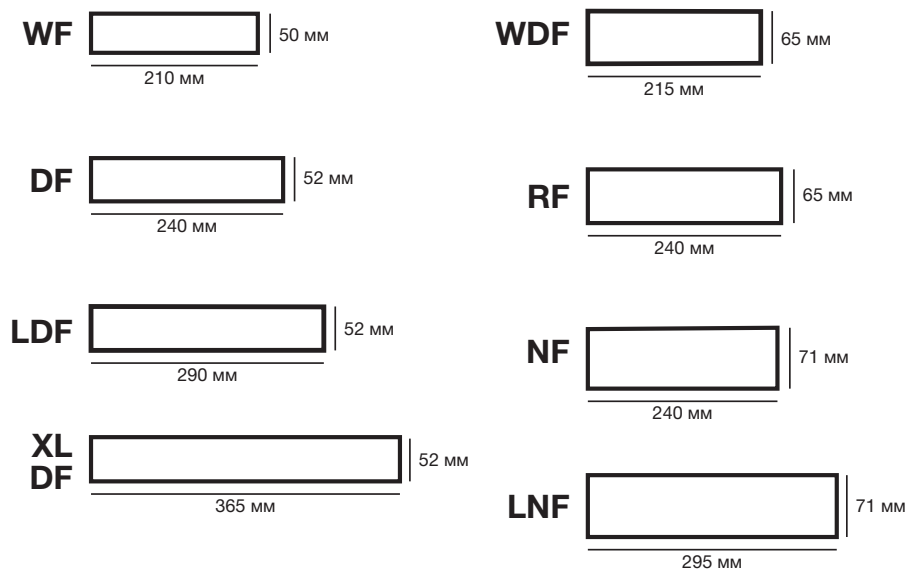 WF
50 мм
210 мм
DF
52 мм
240 мм
LDF
52 мм
290 мм
XL
DF
52 мм
365 мм
WDF
65 мм
215 мм
RF
65 мм
240 мм
NF
71 мм
240 мм
LNF
71 мм
295 мм